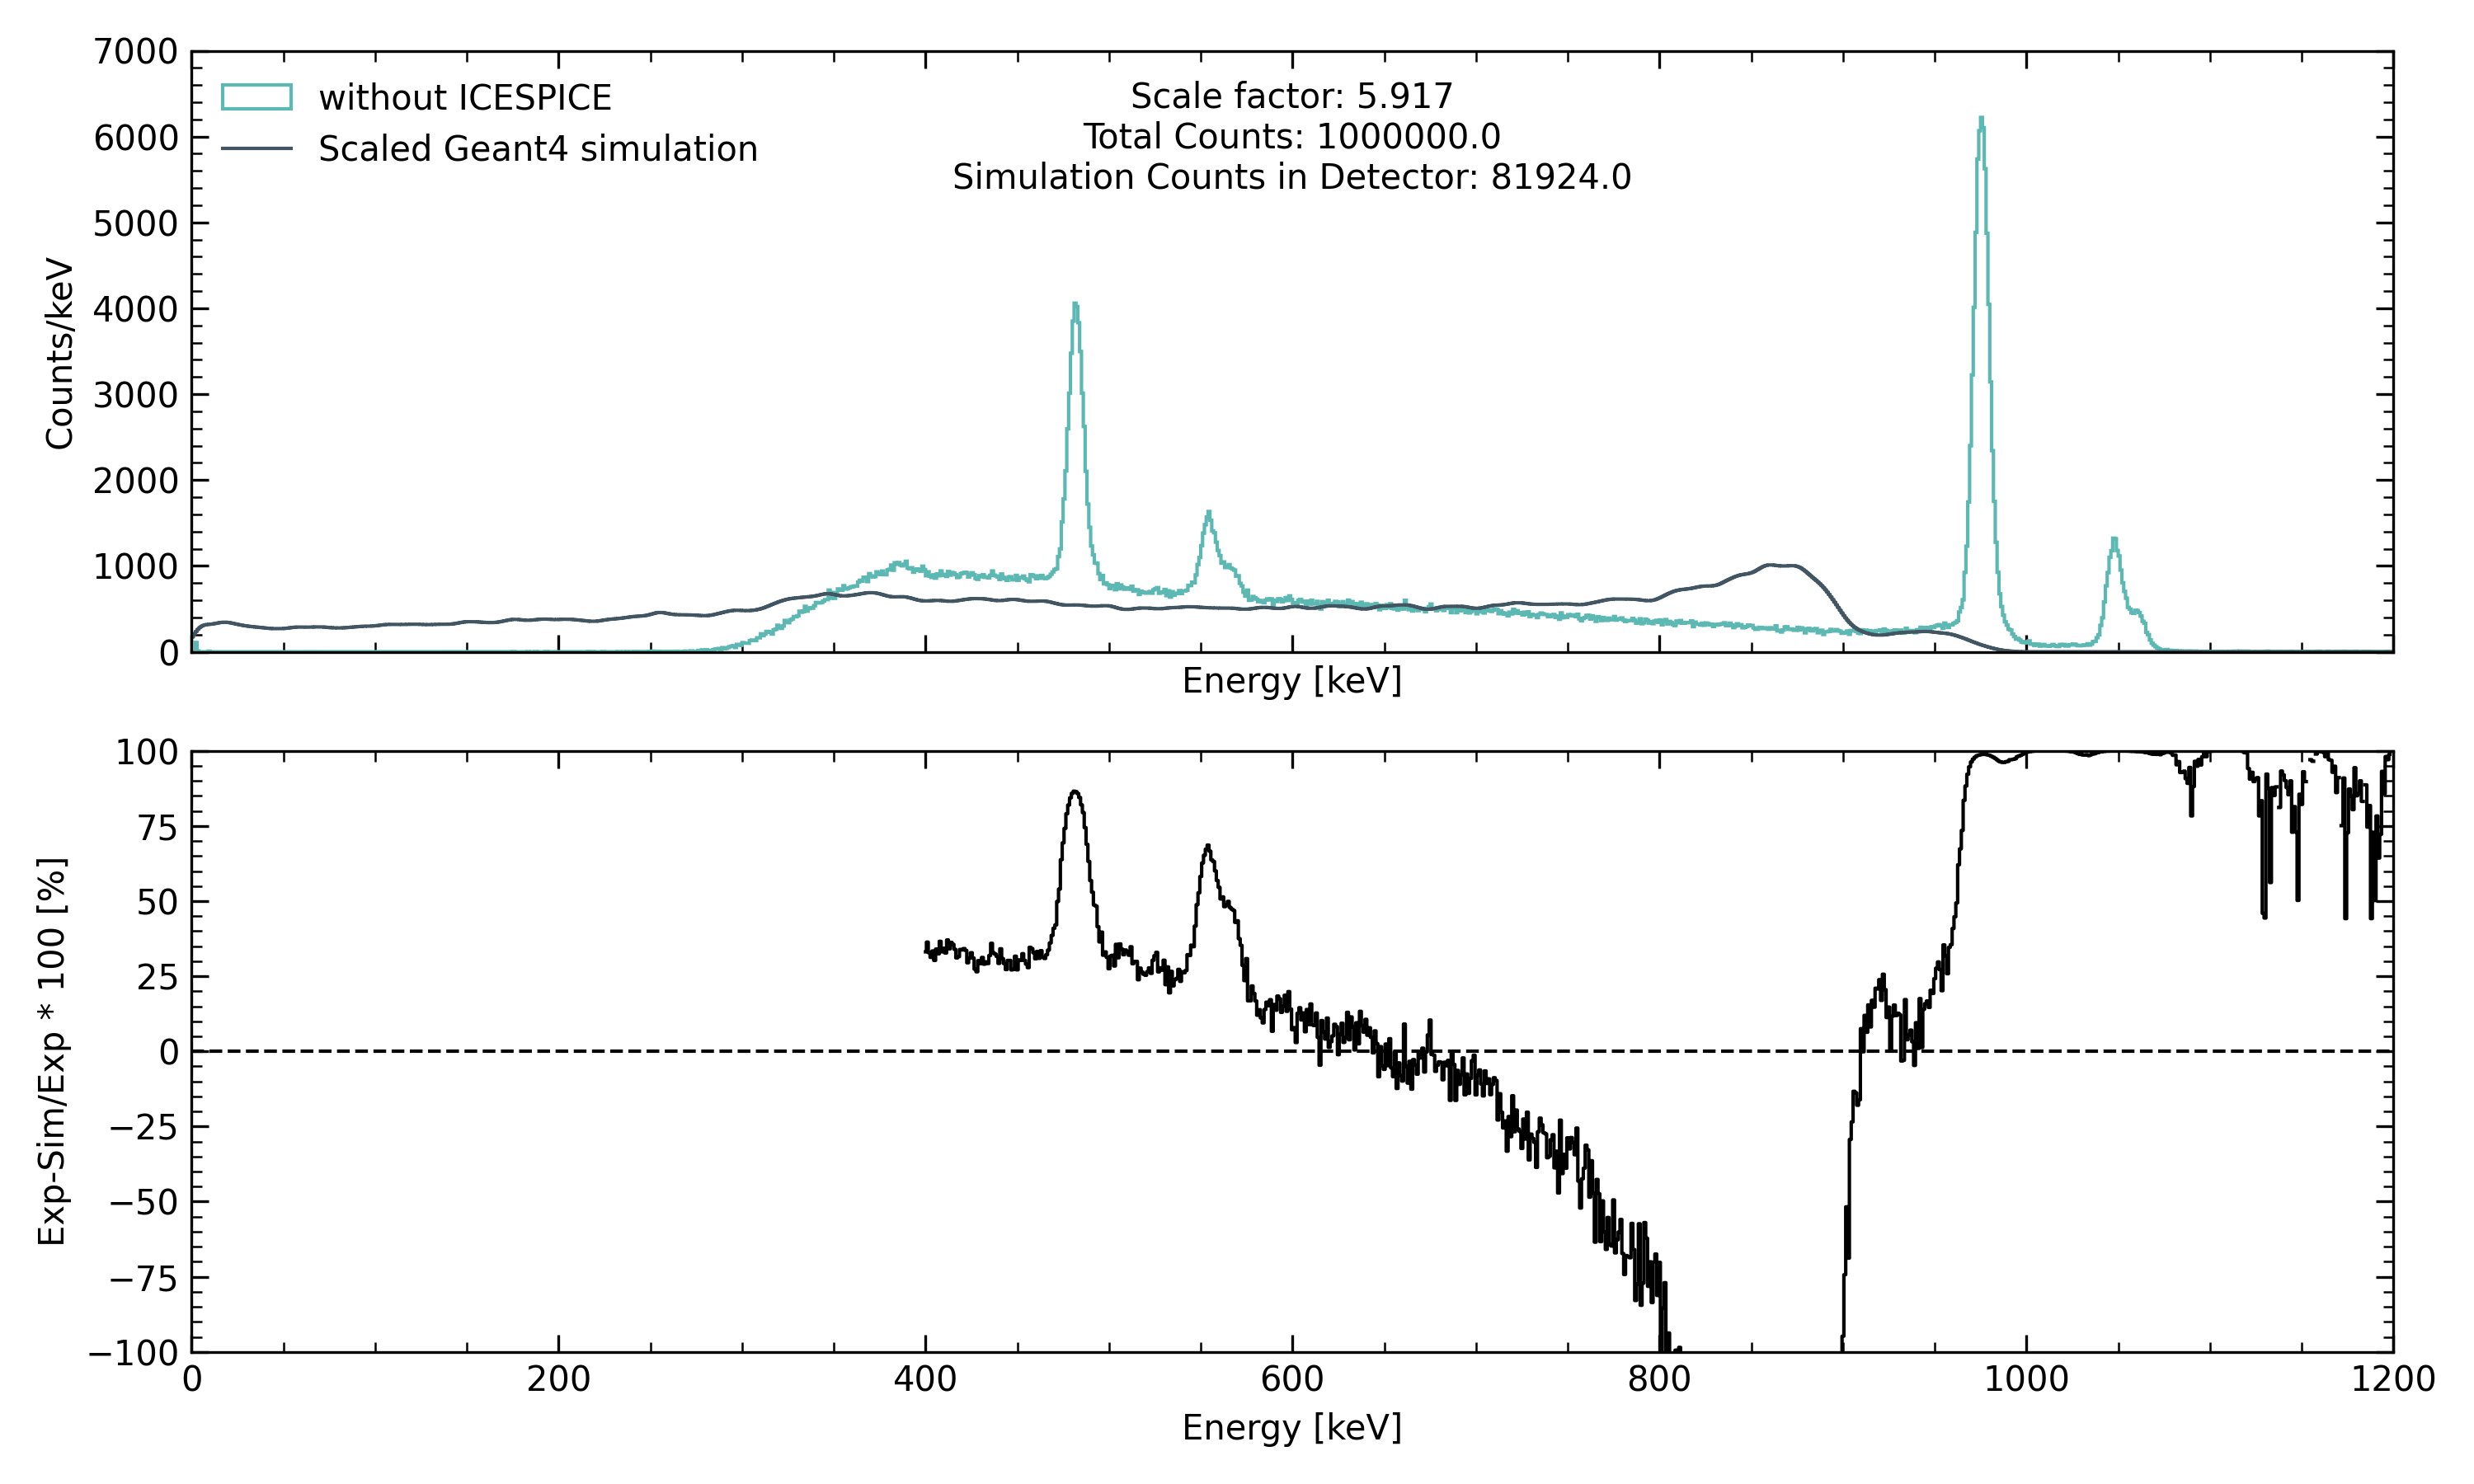 7000
6000
5000
4000
3000
2000
1000
0
Counts/keV
without ICESPICE
Scaled Geant4 simulation
Scale factor: 5.917
Total Counts: 1000000.0
Simulation Counts in Detector: 81924.0
Energy [keV]
100
75
50
25
0
−25
−50
−75
−100
Exp-Sim/Exp * 100 [%]
0 200 400 600 800 1000 1200
Energy [keV]